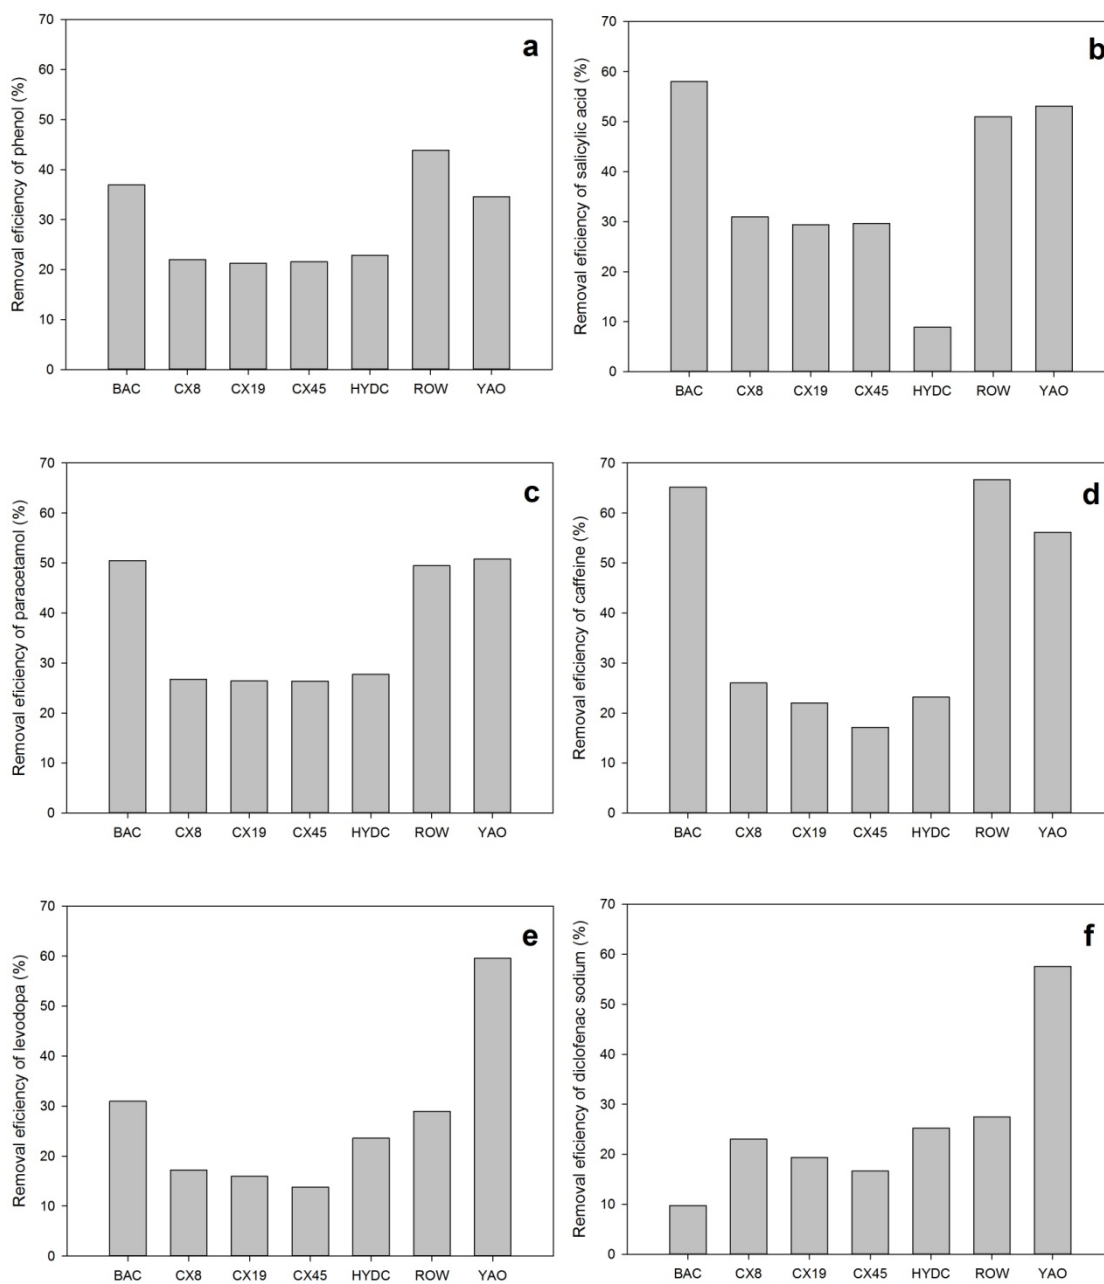 a
Removal eficiency of phenol (%)
70
60
50
40
30
20
10
0
BAC CX8 CX19 CX45 HYDC ROW YAO
b
Removal eficiency of salicylic acid (%)
70
60
50
40
30
20
10
0
BAC CX8 CX19 CX45 HYDC ROW YAO
c
Removal eficiency of paracetamol (%)
70
60
50
40
30
20
10
0
BAC CX8 CX19 CX45 HYDC ROW YAO
d
Removal eficiency of caffeine (%)
70
60
50
40
30
20
10
0
BAC CX8 CX19 CX45 HYDC ROW YAO
e
Removal eficiency of levodopa (%)
70
60
50
40
30
20
10
0
BAC CX8 CX19 CX45 HYDC ROW YAO
f
Removal eficiency of diclofenac sodium (%)
70
60
50
40
30
20
10
0
BAC CX8 CX19 CX45 HYDC ROW YAO